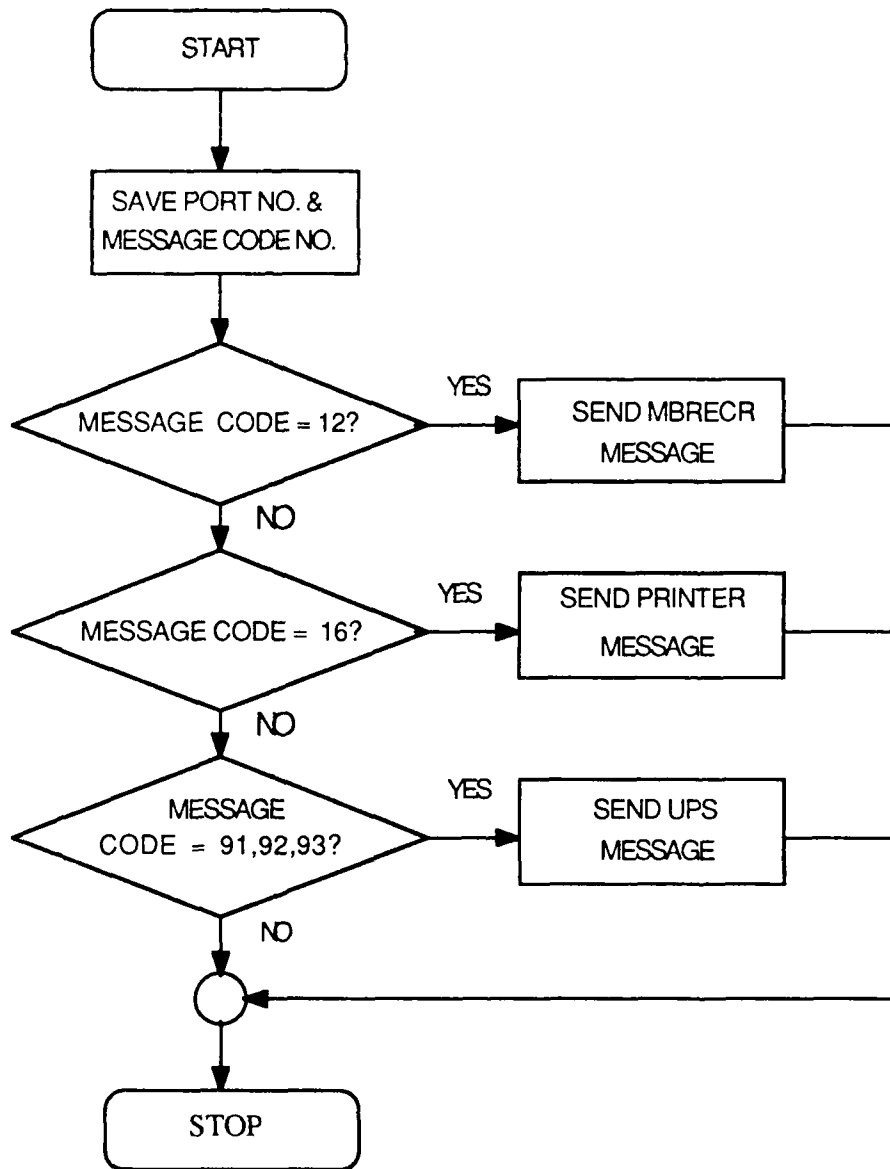 START
SAVE PORT NO. &
MESSAGE CODE NO.
MESSAGE CODE = 12?
YES
SEND MBRECR
MESSAGE
NO
MESSAGE CODE = 16?
YES
SEND PRINTER
MESSAGE
NO
MESSAGE
CODE = 91,92,93?
YES
SEND UPS
MESSAGE
NO
STOP